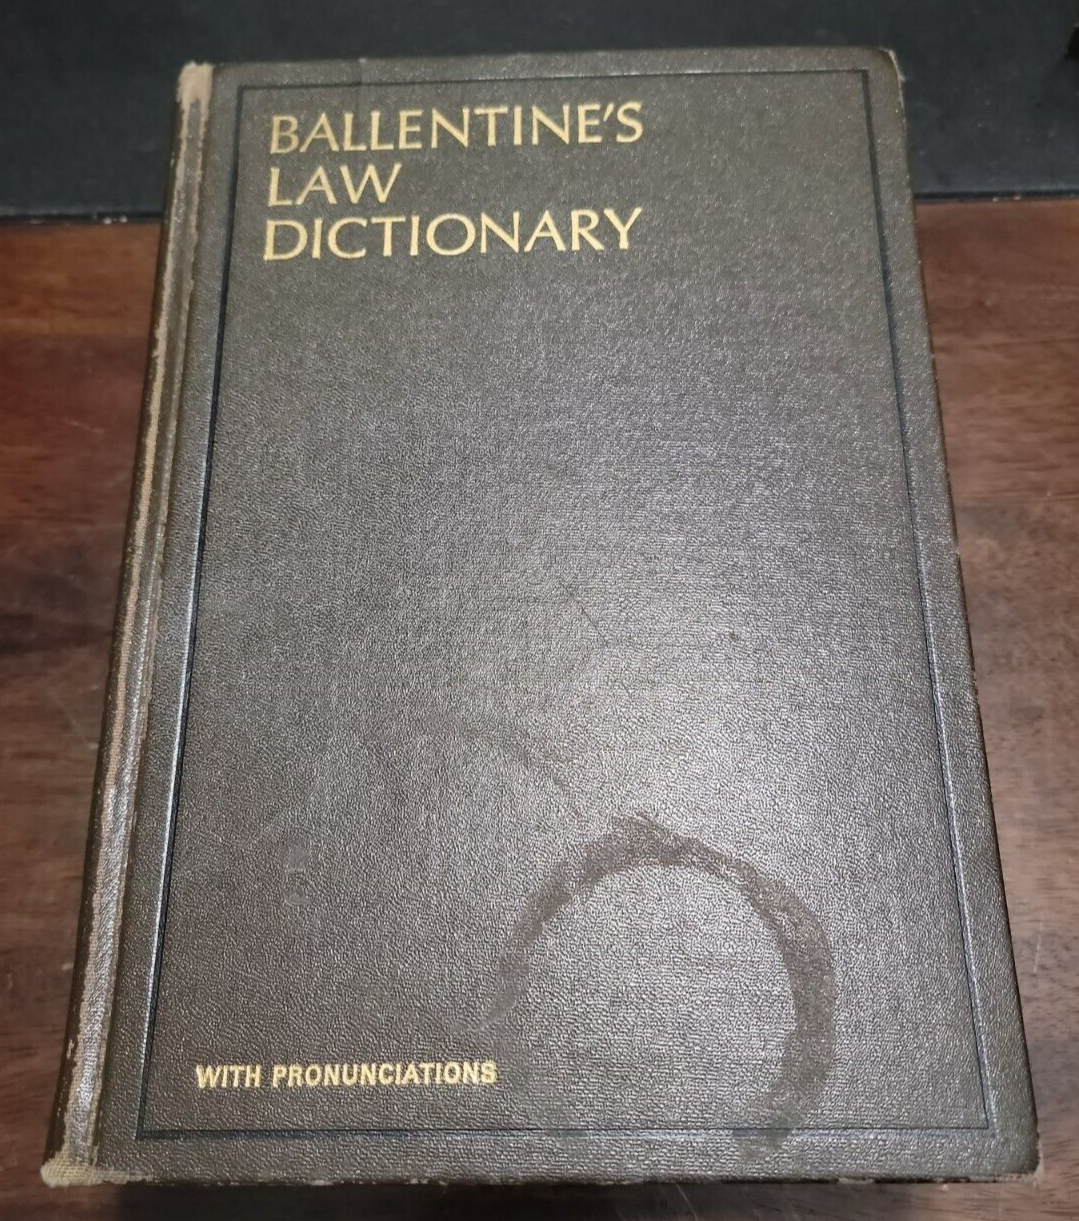 BALLENTINE'S
LAW
DICTIONARY
WITH PRONUNCIATIONS